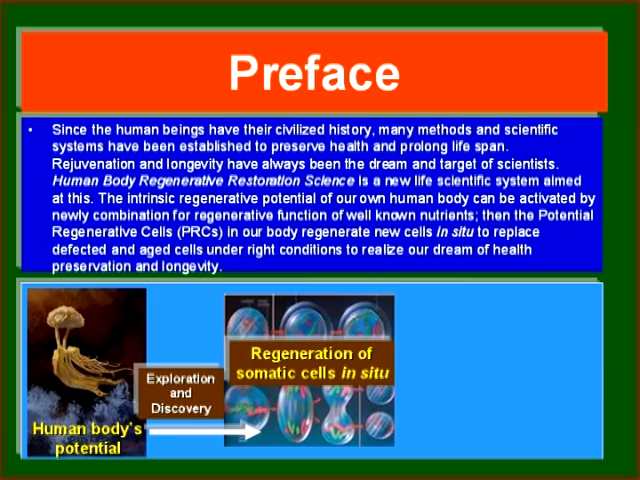 Preface
• Since the human beings have their civilized history, many methods and scientific
systems have been established to preserve health and prolong life span.
Rejuvenation and longevity have always been the dream and target of scientists.
Human Body Regenerative Restoration Science is a new life scientific system aimed
at this. The intrinsic regenerative potential of our own human body can be activated by
newly combination for regenerative function of well known nutrients; then the Potential
Regenerative Cells (PRCs) in our body regenerate new cells in situ to replace
defected and aged cells under right conditions to realize our dream of health
preservation and longevity.
Regeneration of
somatic cells in situ
Exploration
and
Discovery
Human body's
potential